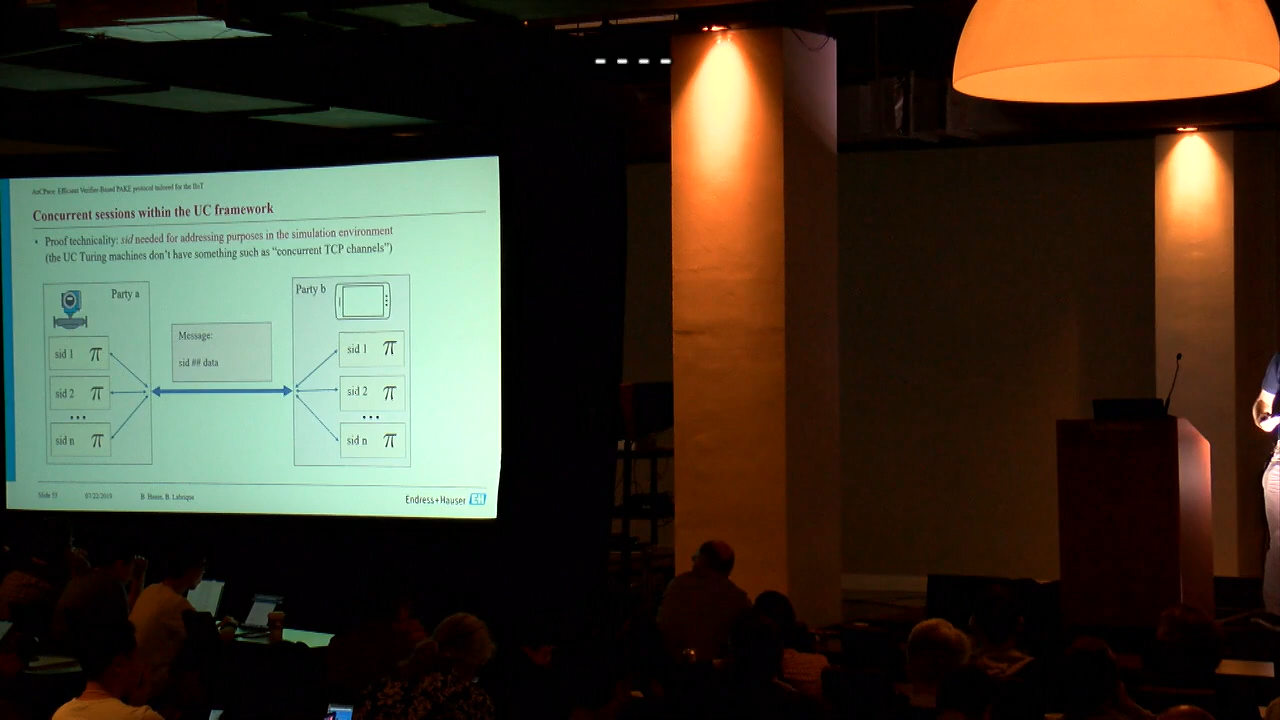 AuCPace: Efficient Verifier-Based PAKE protocol tailored for the IIoT
Concurrent sessions within the UC framework
• Proof technicality: sid needed for addressing purposes in the simulation environment
(the UC Turing machines don't have something such as “concurrent TCP channels”)
Party a
Party b
Message:
sid ## data
sid 1 π
sid 2 π
...
sid n π
sid 1 π
sid 2 π
...
sid n π
Slide 33 07/22/2019 B. Haase, B. Labrique
Endress+Hauser EH